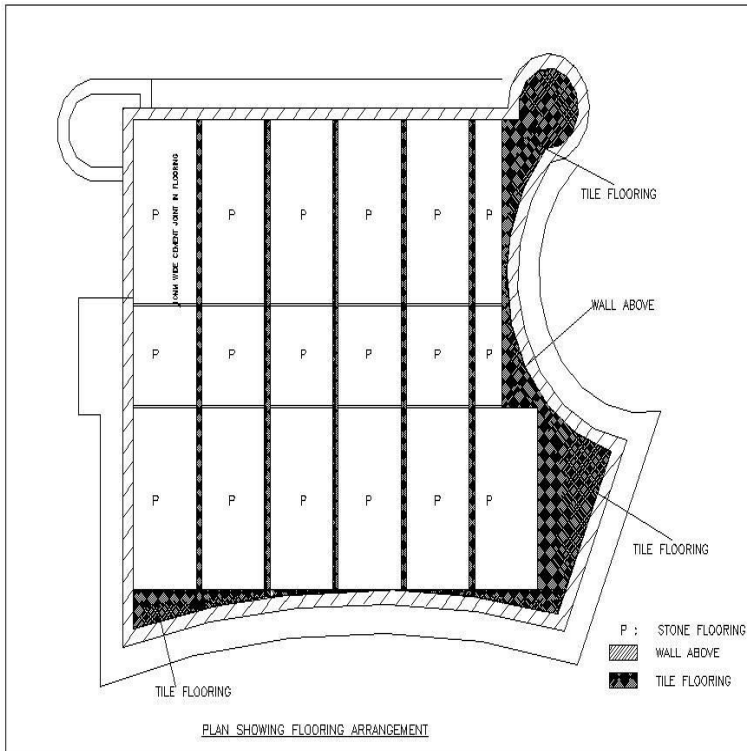 10MM WIDE CEMENT JOINT IN FLOORING
P P P P P P
TILE FLOORING
WALL ABOVE
P P P P P P
P P P P P P
TILE FLOORING
P : STONE FLOORING
WALL ABOVE
TILE FLOORING
TILE FLOORING
PLAN SHOWING FLOORING ARRANGEMENT